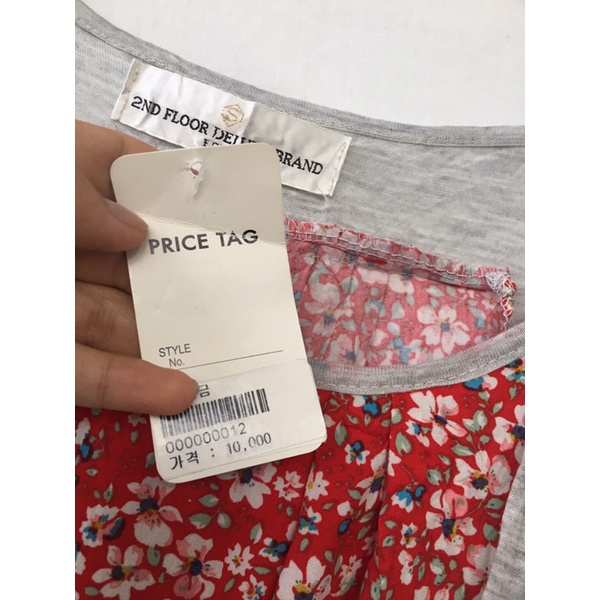 2ND FLOOR BRAND
PRICE TAG
STYLE
No.
000000012
가격 : 10,000